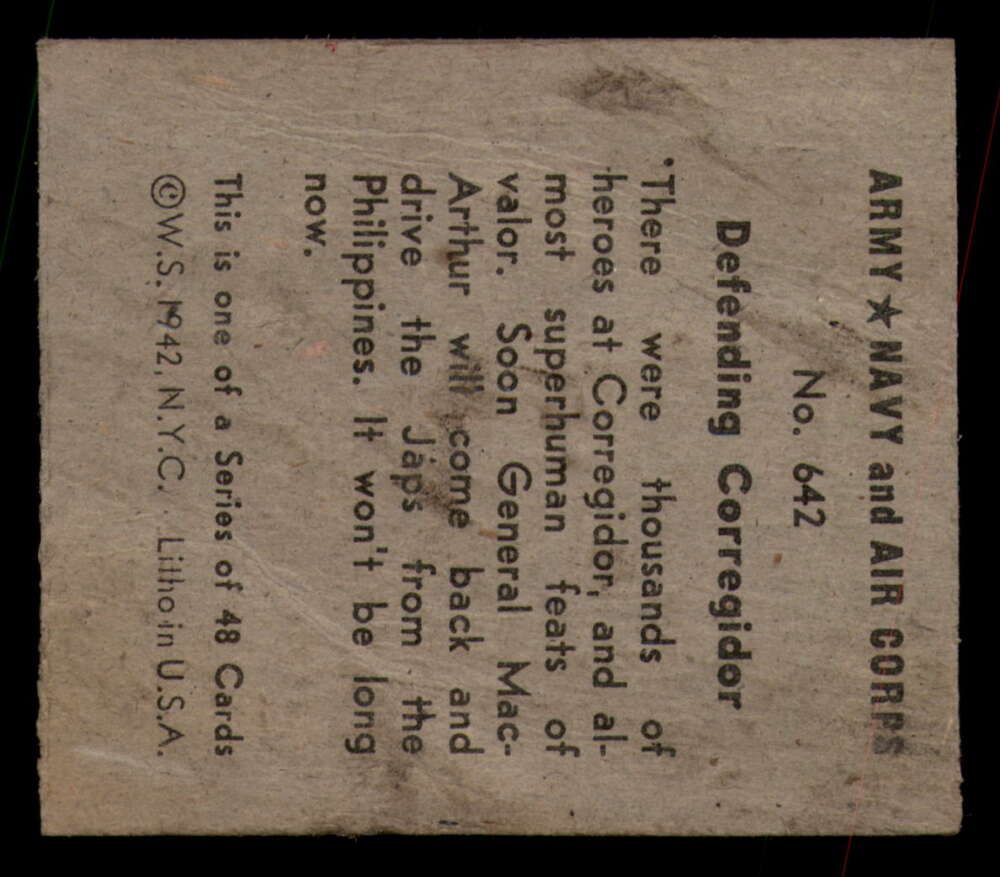 ARMY ★ NAVY and AIR CORPS
No. 642
Defending Corregidor
There were thousands of
heroes at Corregidor, and al-
most superhuman feats of
valor. Soon General Mac-
Arthur will come back and
drive the Japs from the
Philippines. It won't be long
now.
This is one of a Series of 48 Cards
©W.S. 1942, N.Y.C. Litho in U.S.A.